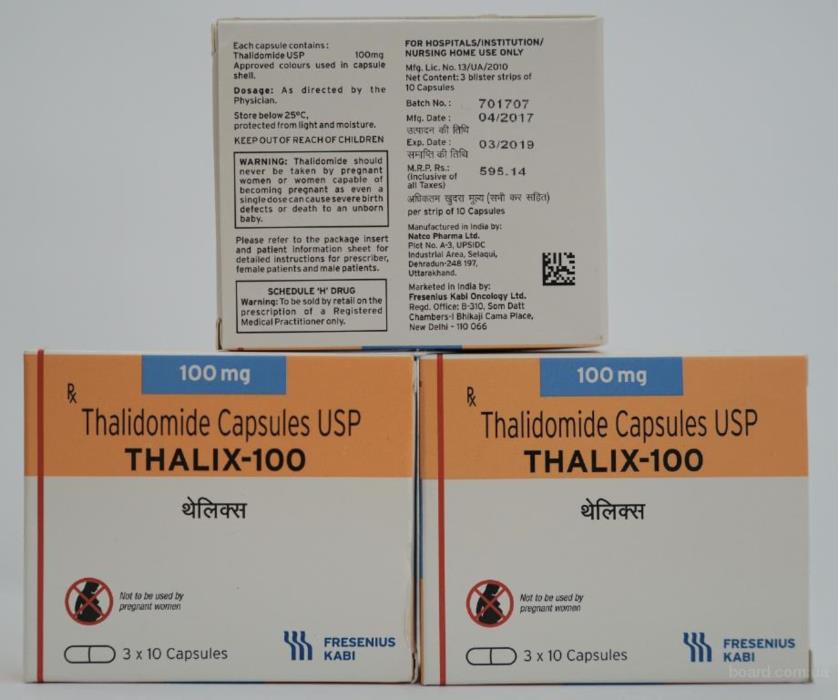 Each capsule contains :
Thalidomide USP 100mg
Approved colours used in capsule
shell.
Dosage: As directed by the
Physician.
Store below 25°C,
protected from light and moisture.
KEEP OUT OF REACH OF CHILDREN
WARNING: Thalidomide should
never be taken by pregnant
women or women capable of
becoming pregnant as even a
single dose can cause severe birth
defects or death to an unborn
baby.
Please refer to the package insert
and patient information sheet for
detailed instructions for prescriber,
female patients and male patients.
SCHEDULE 'H' DRUG
Warning: To be sold by retail on the
prescription of a Registered
Medical Practitioner only.
FOR HOSPITALS/INSTITUTION/
NURSING HOME USE ONLY
Mfg. Lic. No. 13/UA/2010
Net Content: 3 blister strips of
10 Capsules
Batch No. : 701707
Mfg. Date : 04/2017
उत्पादन की तिथि
Exp. Date : 03/2019
समाप्ति की तिथि
M.R.P. Rs.: 595.14
(Inclusive of
all Taxes)
अधिकतम खुदरा मूल्य (सभी कर सहित)
per strip of 10 Capsules
Manufactured in India by:
Natco Pharma Ltd.
Plot No. A-3, UPSIDC
Industrial Area, Selaqui,
Dehradun-248 197,
Uttarakhand.
Marketed in India by:
Fresenius Kabi Oncology Ltd.
Regd. Office: B-310, Som Datt
Chambers-I Bhikaji Cama Place,
New Delhi - 110 066
100 mg
Rx
Thalidomide Capsules USP
THALIX-100
थेलिक्स
Not to be used by
pregnant women
3 x 10 Capsules
FRESENIUS
KABI
100 mg
Rx
Thalidomide Capsules USP
THALIX-100
थेलिक्स
Not to be used by
pregnant women
3 x 10 Capsules
FRESENIUS
KABI
board.com.ua